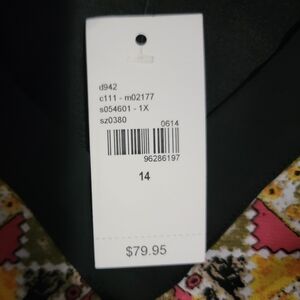 d942
c111 - m02177
s054601 - 1X
sz0380
0614
96286197
14
$79.95